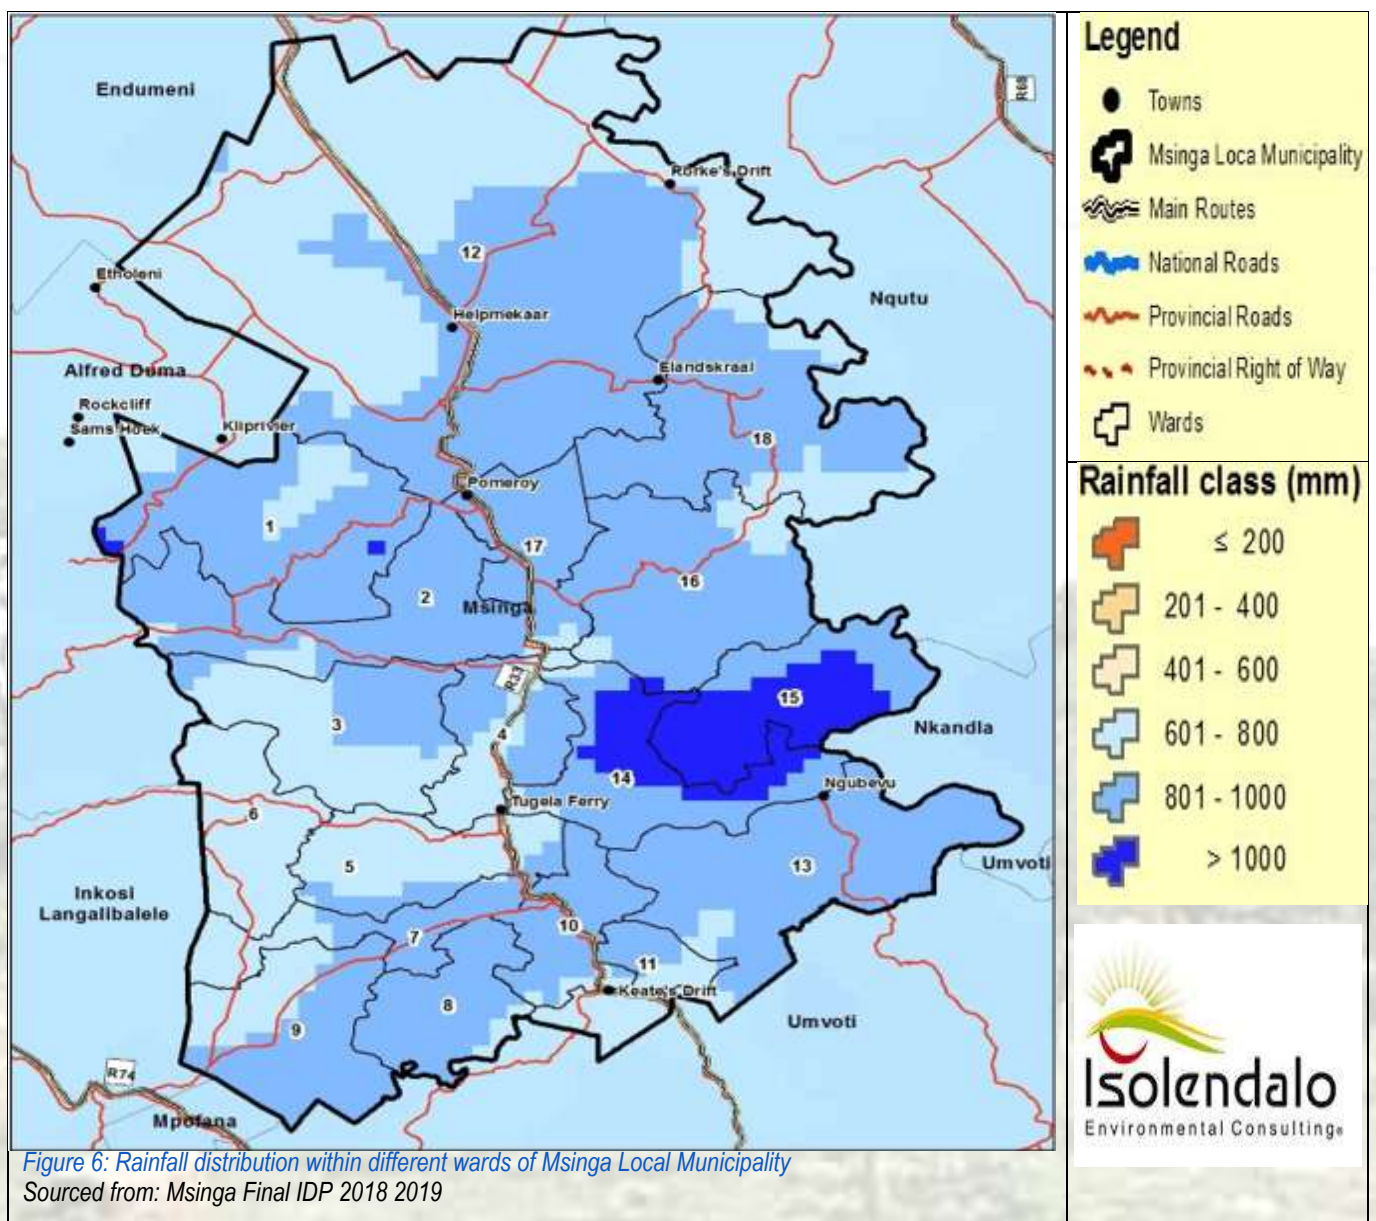 Endumeni
R68
Rorke's Drift
12
Etholeni
Nqutu
Helpmekaar
Alfred Duma
Elandskraal
Rockcliff
Sams Hoek
Kliprivier
18
Pomeroy
1
17
16
2
Msinga
R33
15
3
4
Nkandla
14
Ngubevu
Tugela Ferry
6
5
13
Umvoti
Inkosi
Langalibalele
10
7
11
Keate's Drift
8
9
Umvoti
R74
Mpofana
Legend
Towns
Msinga Loca Municipality
Main Routes
National Roads
Provincial Roads
Provincial Right of Way
Wards
Rainfall class (mm)
≤ 200
201 - 400
401 - 600
601 - 800
801 - 1000
> 1000
Isolendalo
Environmental Consulting®
Figure 6: Rainfall distribution within different wards of Msinga Local Municipality
Sourced from: Msinga Final IDP 2018 2019